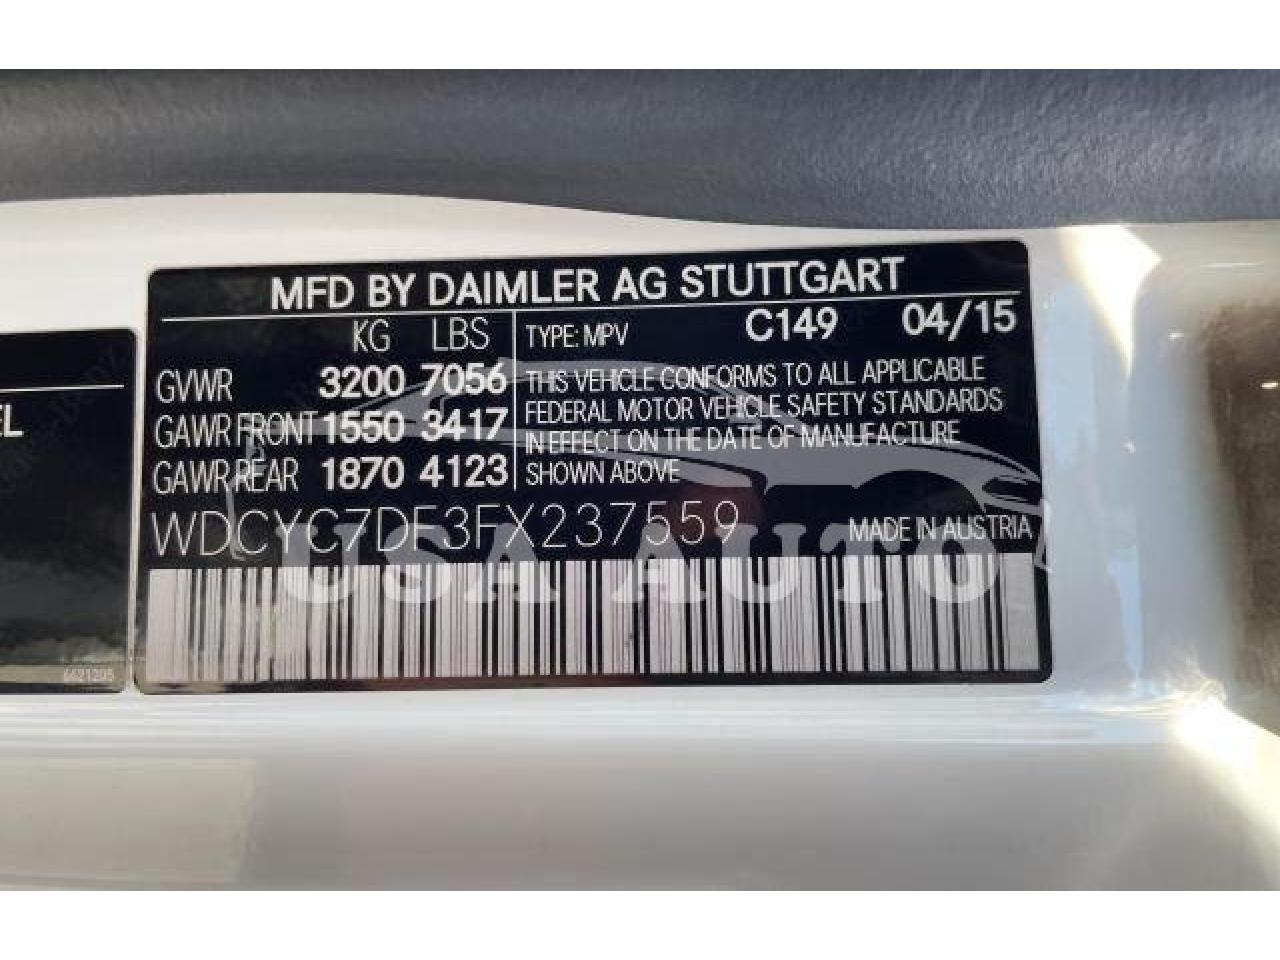 MFD BY DAIMLER AG STUTTGART
KG LBS
TYPE: MPV C149 04/15
GVWR 3200 7056
GAWR FRONT 1550 3417
GAWR REAR 1870 4123
THIS VEHICLE CONFORMS TO ALL APPLICABLE
FEDERAL MOTOR VEHICLE SAFETY STANDARDS
IN EFFECT ON THE DATE OF MANUFACTURE
SHOWN ABOVE
WDCYC7DF3FX237559 MADE IN AUSTRIA
USA AUTO
EL
6621205